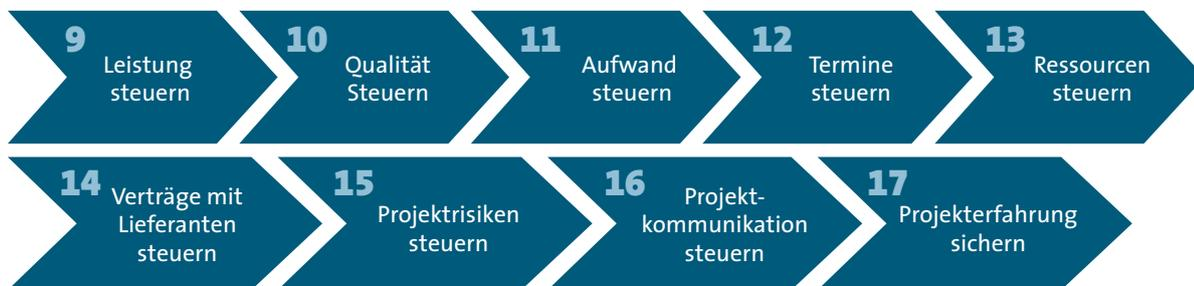 9
Leistung
steuern
10
Qualität
Steuern
11
Aufwand
steuern
12
Termine
steuern
13
Ressourcen
steuern
14
Verträge mit
Lieferanten
steuern
15
Projektrisiken
steuern
16
Projekt-
kommunikation
steuern
17
Projekterfahrung
sichern